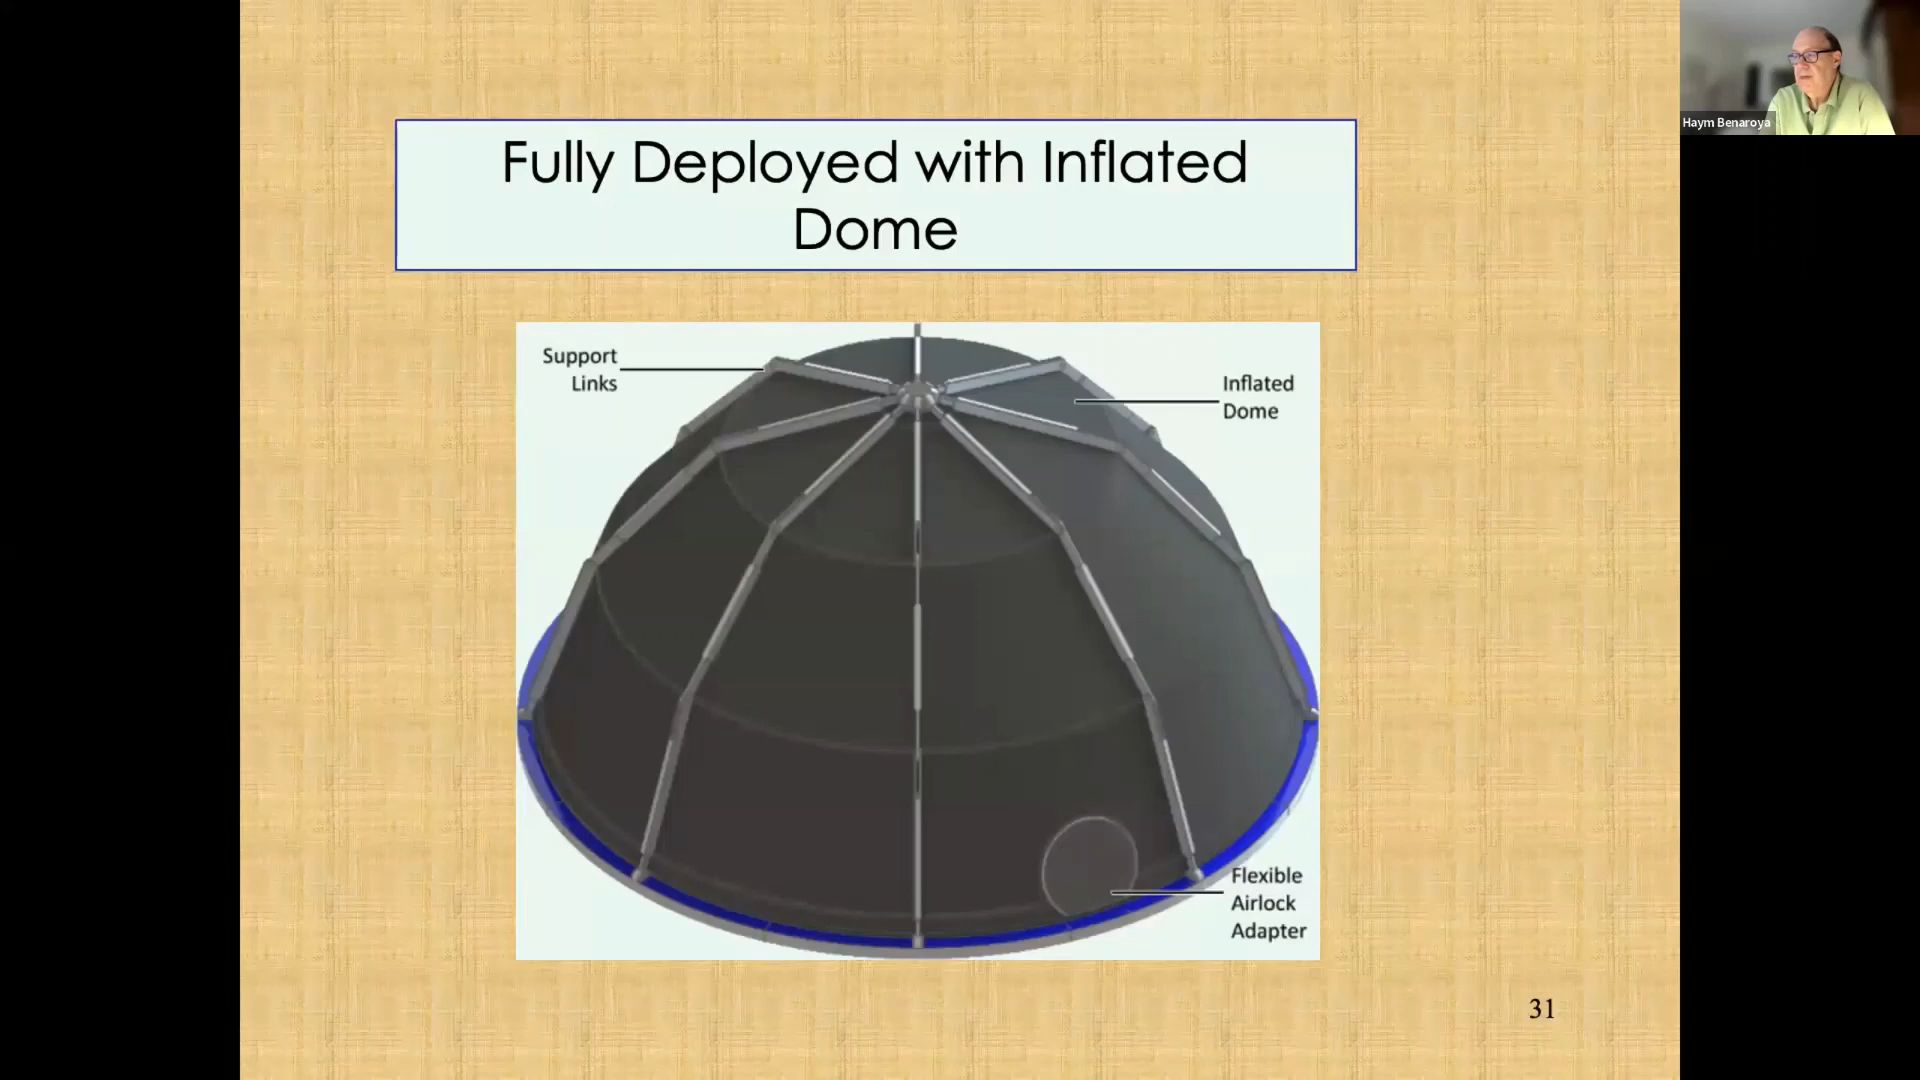 Haym Benaroya
Fully Deployed with Inflated
Dome
Support
Links
Inflated
Dome
Flexible
Airlock
Adapter
31